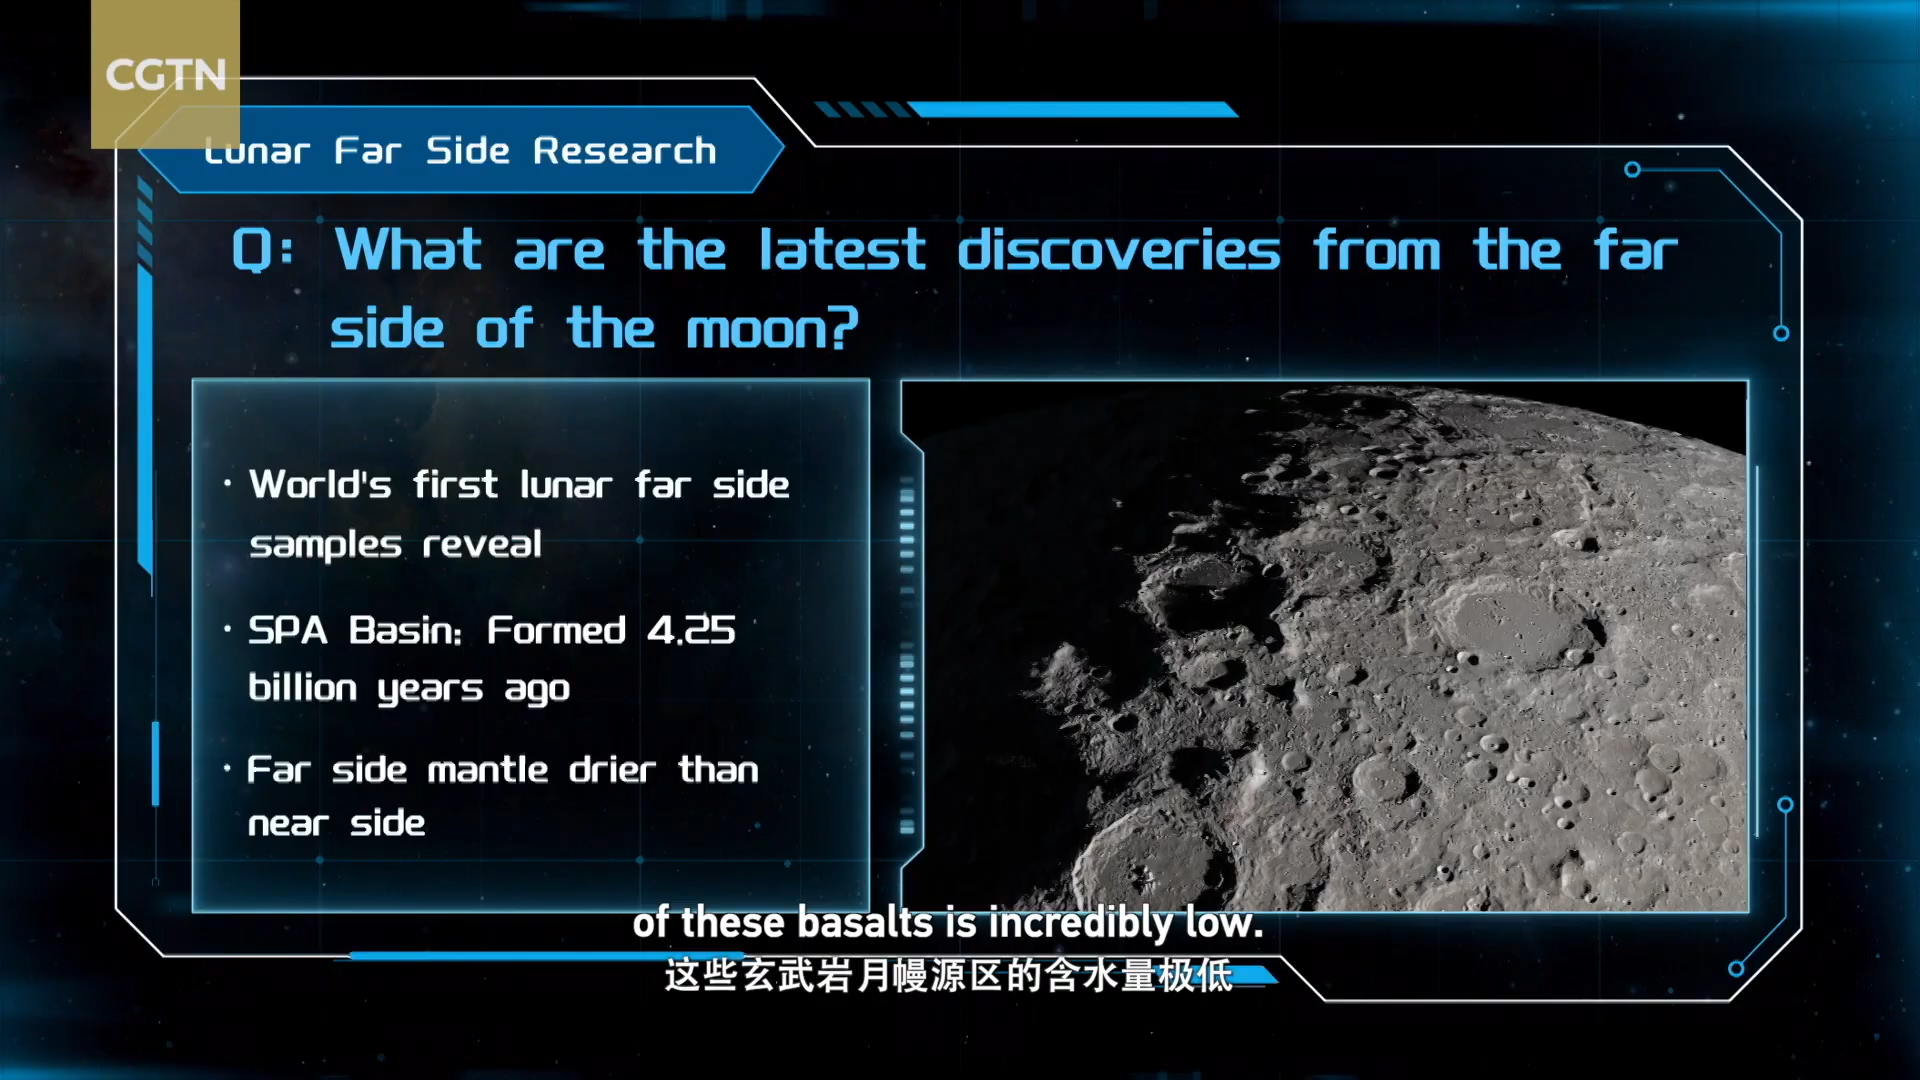 CGTN
Lunar Far Side Research
Q: What are the latest discoveries from the far
side of the moon?
· World's first lunar far side
samples reveal
· SPA Basin: Formed 4.25
billion years ago
· Far side mantle drier than
near side
of these basalts is incredibly low.
这些玄武岩月幔源区的含水量极低